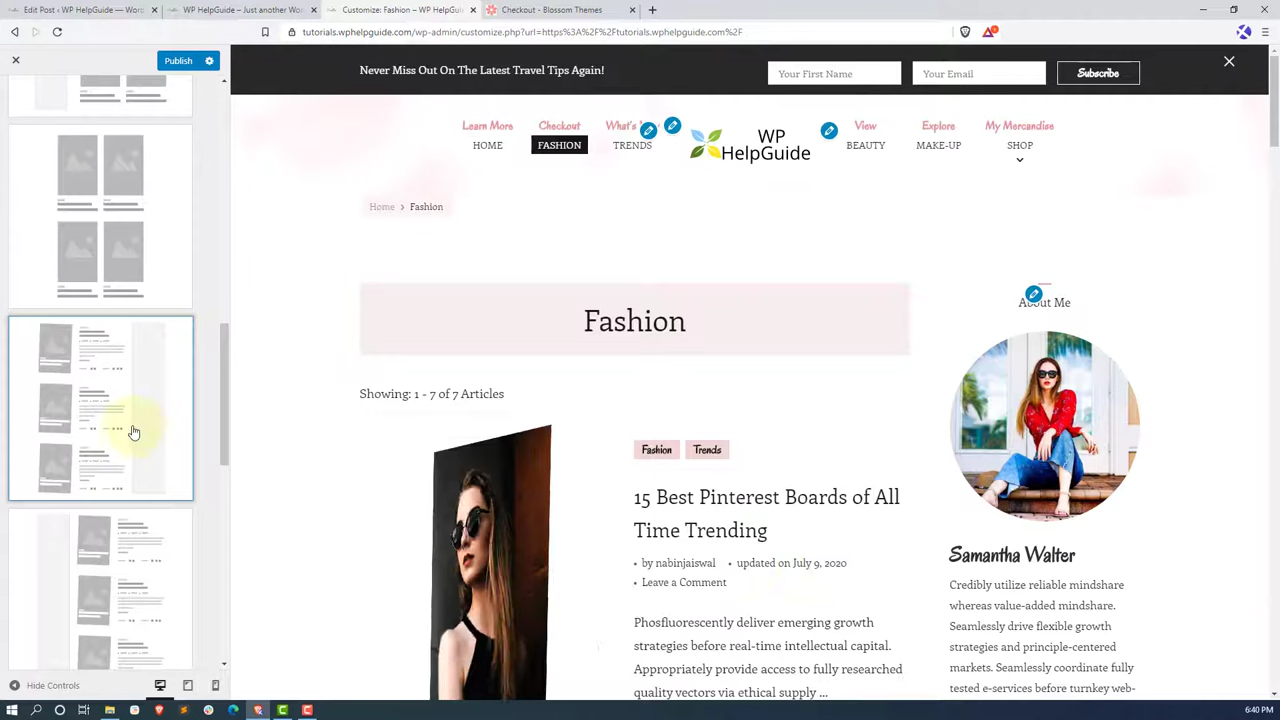 Edit Post ‹ WP HelpGuide — Wor
Customize: Archive: Fashion - WP HelpGui
Fashion - WP HelpGuide
Checkout – Blossom Themes
tutorials.wphelpguide.com/wp-admin/customize.php?url=https%3A%2F%2Ftutorials.wphelpguide.com%2F
Publish
Never Miss Out On The Latest Travel Tips Again!
Your First Name
Your Email
Subscribe
Learn More
Checkout
What's
View
Explore
My Mercandise
HOME
FASHION
TRENDS
WP
HelpGuide
BEAUTY
MAKE-UP
SHOP
Home › Fashion
Fashion
About Me
Showing: 1 - 7 of 7 Articles
Fashion
Trends
15 Best Pinterest Boards of All
Time Trending
• by nabinjaiswal • updated on July 9, 2020
• Leave a Comment
Phosfluorescently deliver emerging growth
strategies before real-time intellectual capital.
Appropriately provide access to fully researched
quality vectors via ethical supply ...
Samantha Walter
Credibly utilize reliable mindshare
whereas value-added mindshare.
Seamlessly drive flexible growth
strategies and principle-centered
markets. Seamlessly coordinate fully
tested e-services before turnkey web-
Hide Controls
6:40 PM